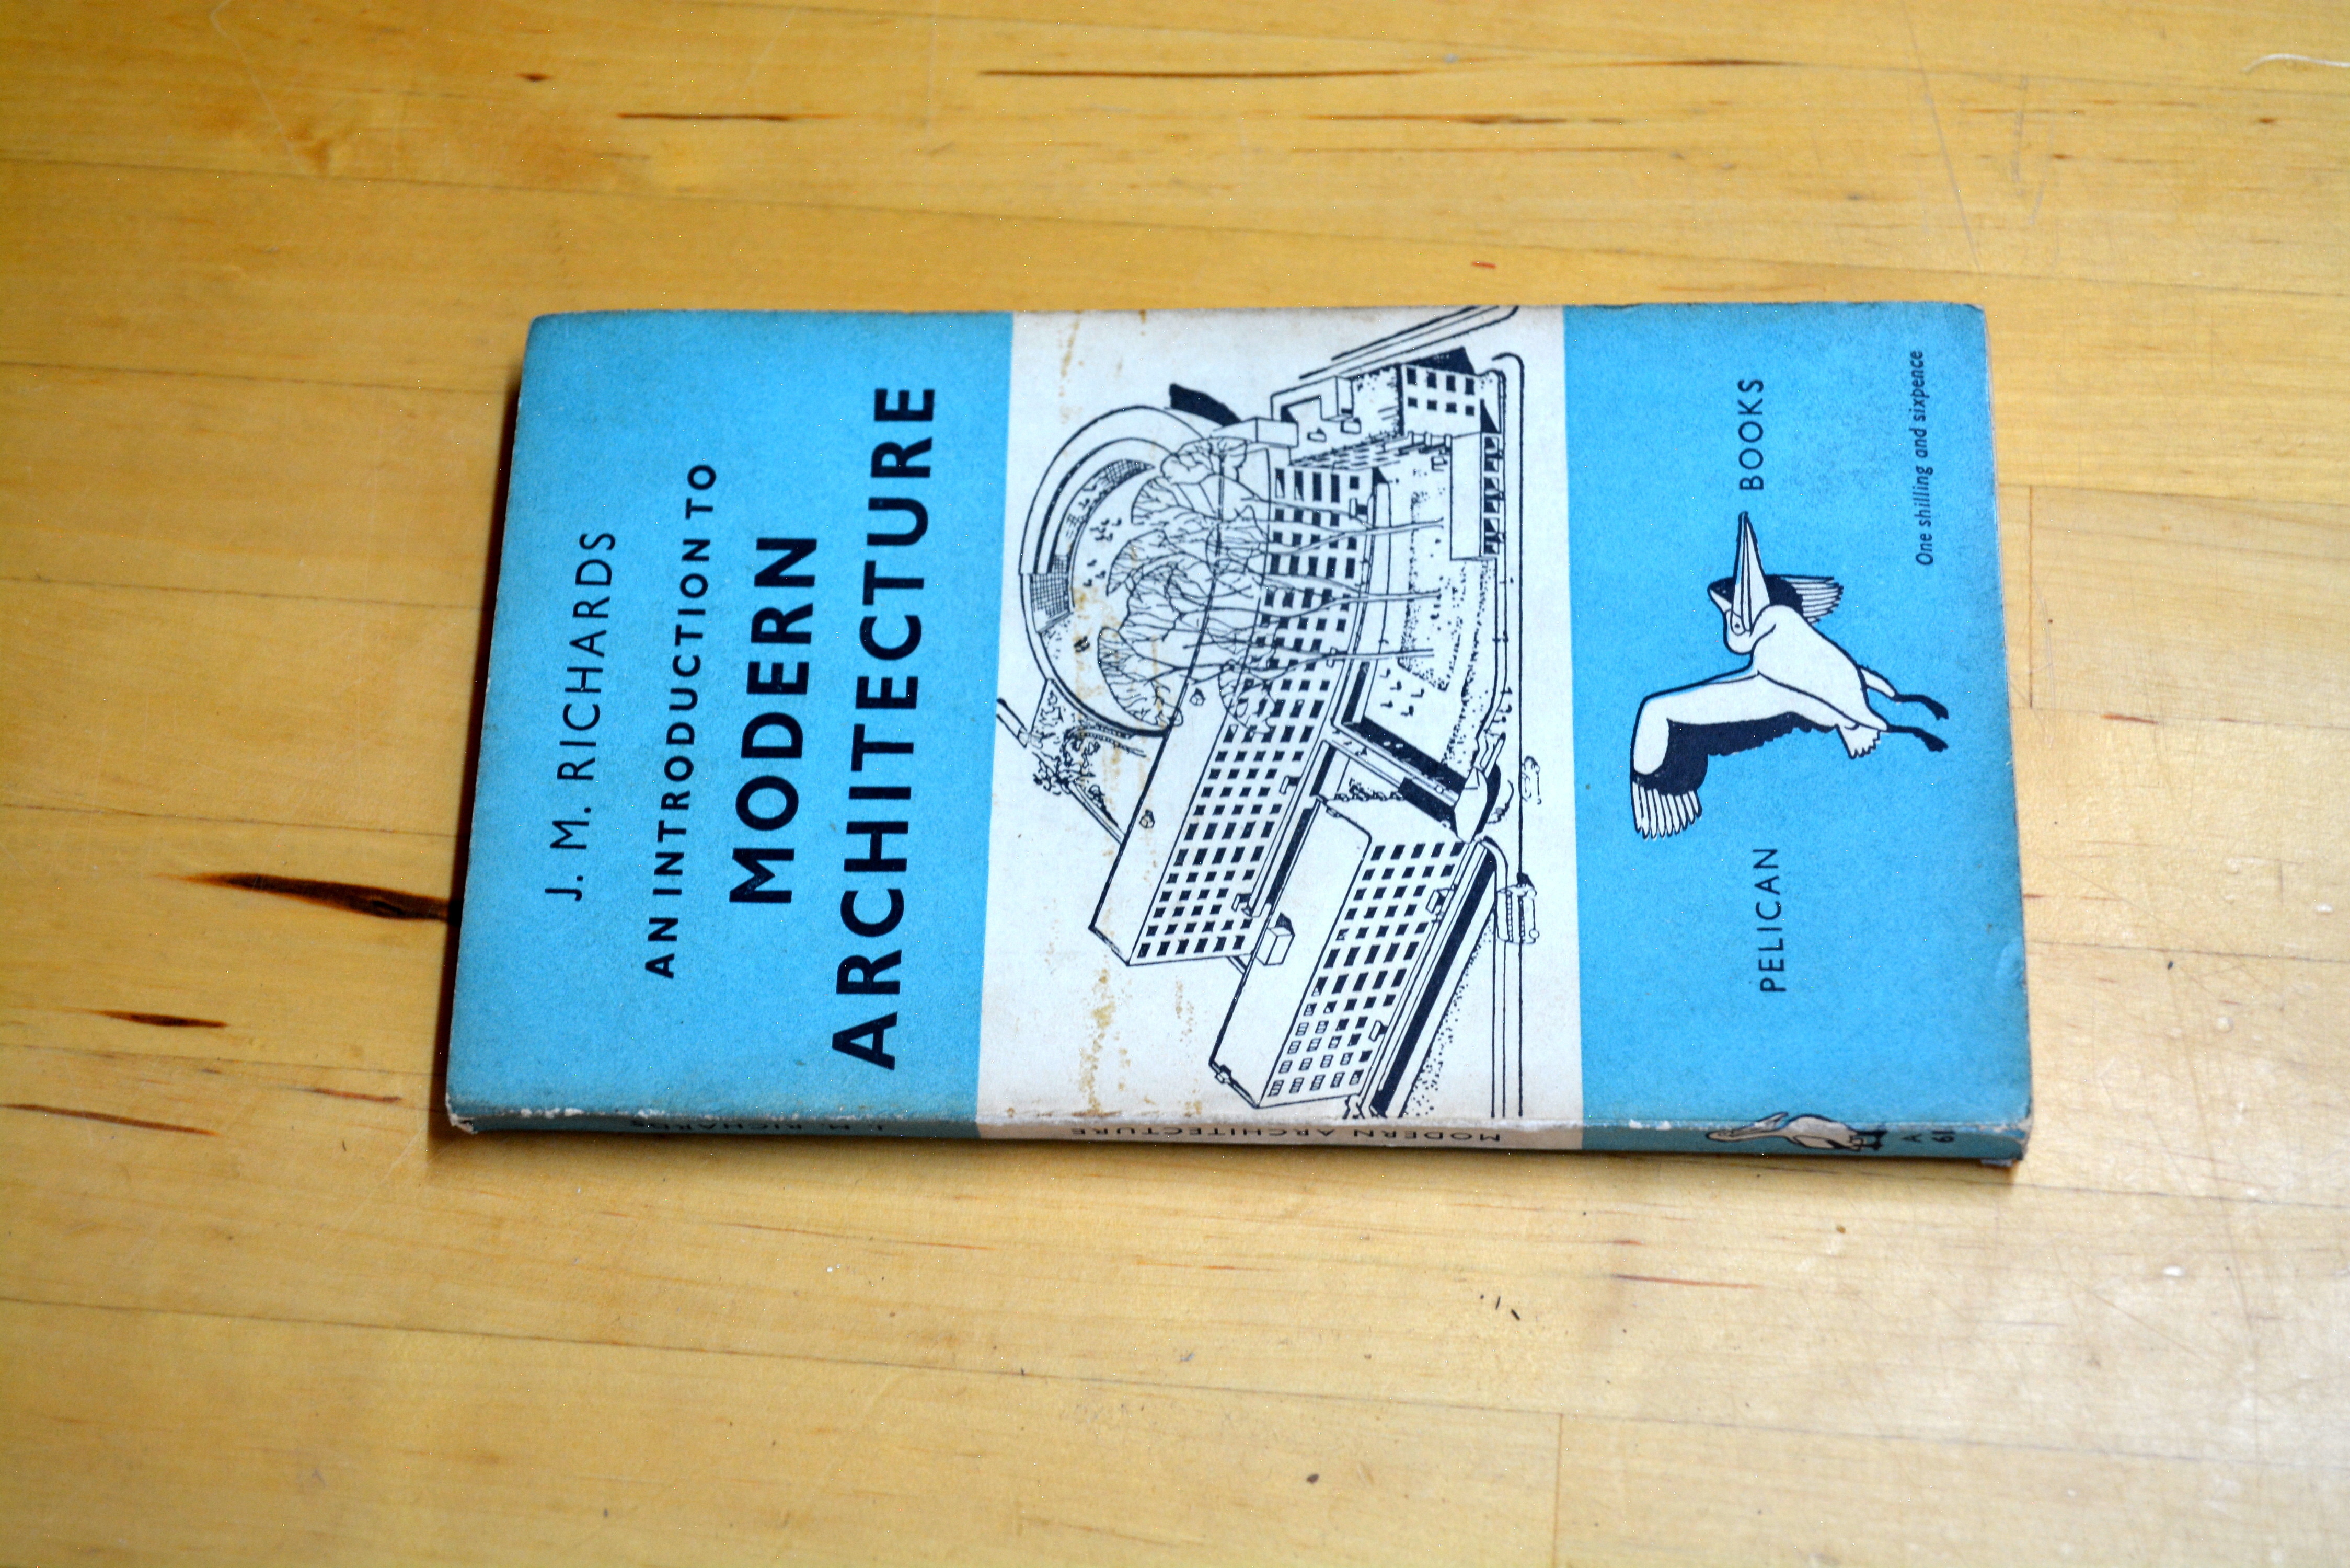 J. M. RICHARDS
AN INTRODUCTION TO
MODERN
ARCHITECTURE
PELICAN BOOKS
One shilling and sixpence
J. M. RICHARDS
MODERN ARCHITECTURE
A
61